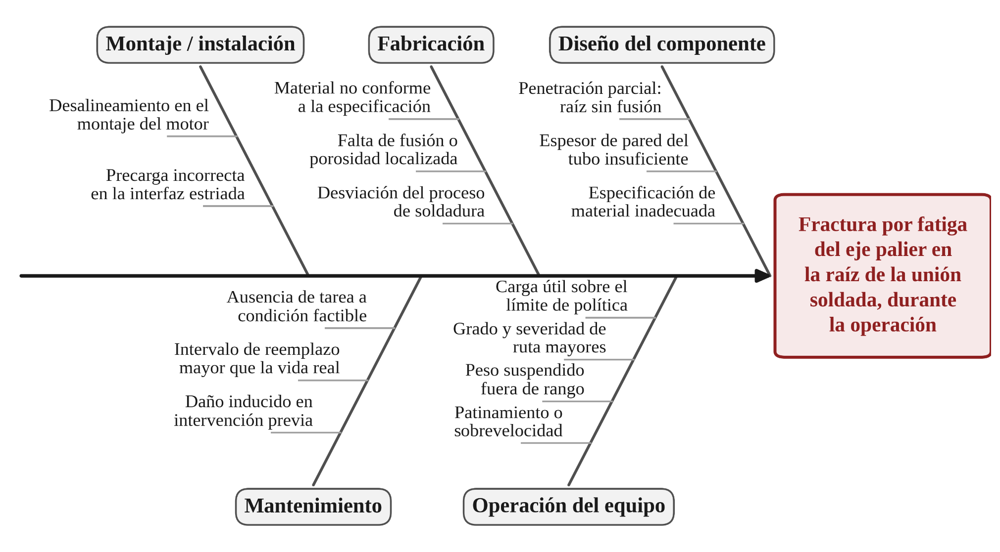 Montaje / instalación
Desalineamiento en el
montaje del motor
Precarga incorrecta
en la interfaz estriada
Fabricación
Material no conforme
a la especificación
Falta de fusión o
porosidad localizada
Desviación del proceso
de soldadura
Diseño del componente
Penetración parcial:
raíz sin fusión
Espesor de pared del
tubo insuficiente
Especificación de
material inadecuada
Fractura por fatiga
del eje palier en
la raíz de la unión
soldada, durante
la operación
Ausencia de tarea a
condición factible
Intervalo de reemplazo
mayor que la vida real
Daño inducido en
intervención previa
Mantenimiento
Carga útil sobre el
límite de política
Grado y severidad de
ruta mayores
Peso suspendido
fuera de rango
Patinamiento o
sobrevelocidad
Operación del equipo